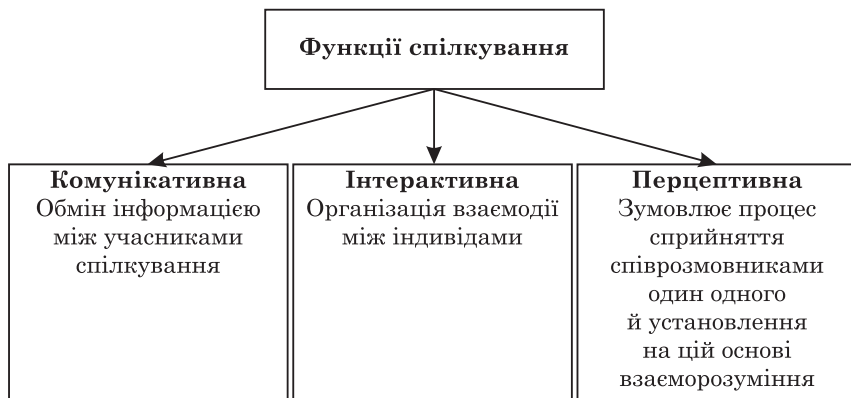 Функції спілкування
Комунікативна
Обмін інформацією
між учасниками
спілкування
Інтерактивна
Організація взаємодії
між індивідами
Перцептивна
Зумовлює процес
сприйняття
співрозмовниками
один одного
й установлення
на цій основі
взаєморозуміння